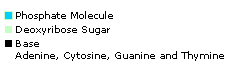 Phosphate Molecule
Deoxyribose Sugar
Base
Adenine, Cytosine, Guanine and Thymine